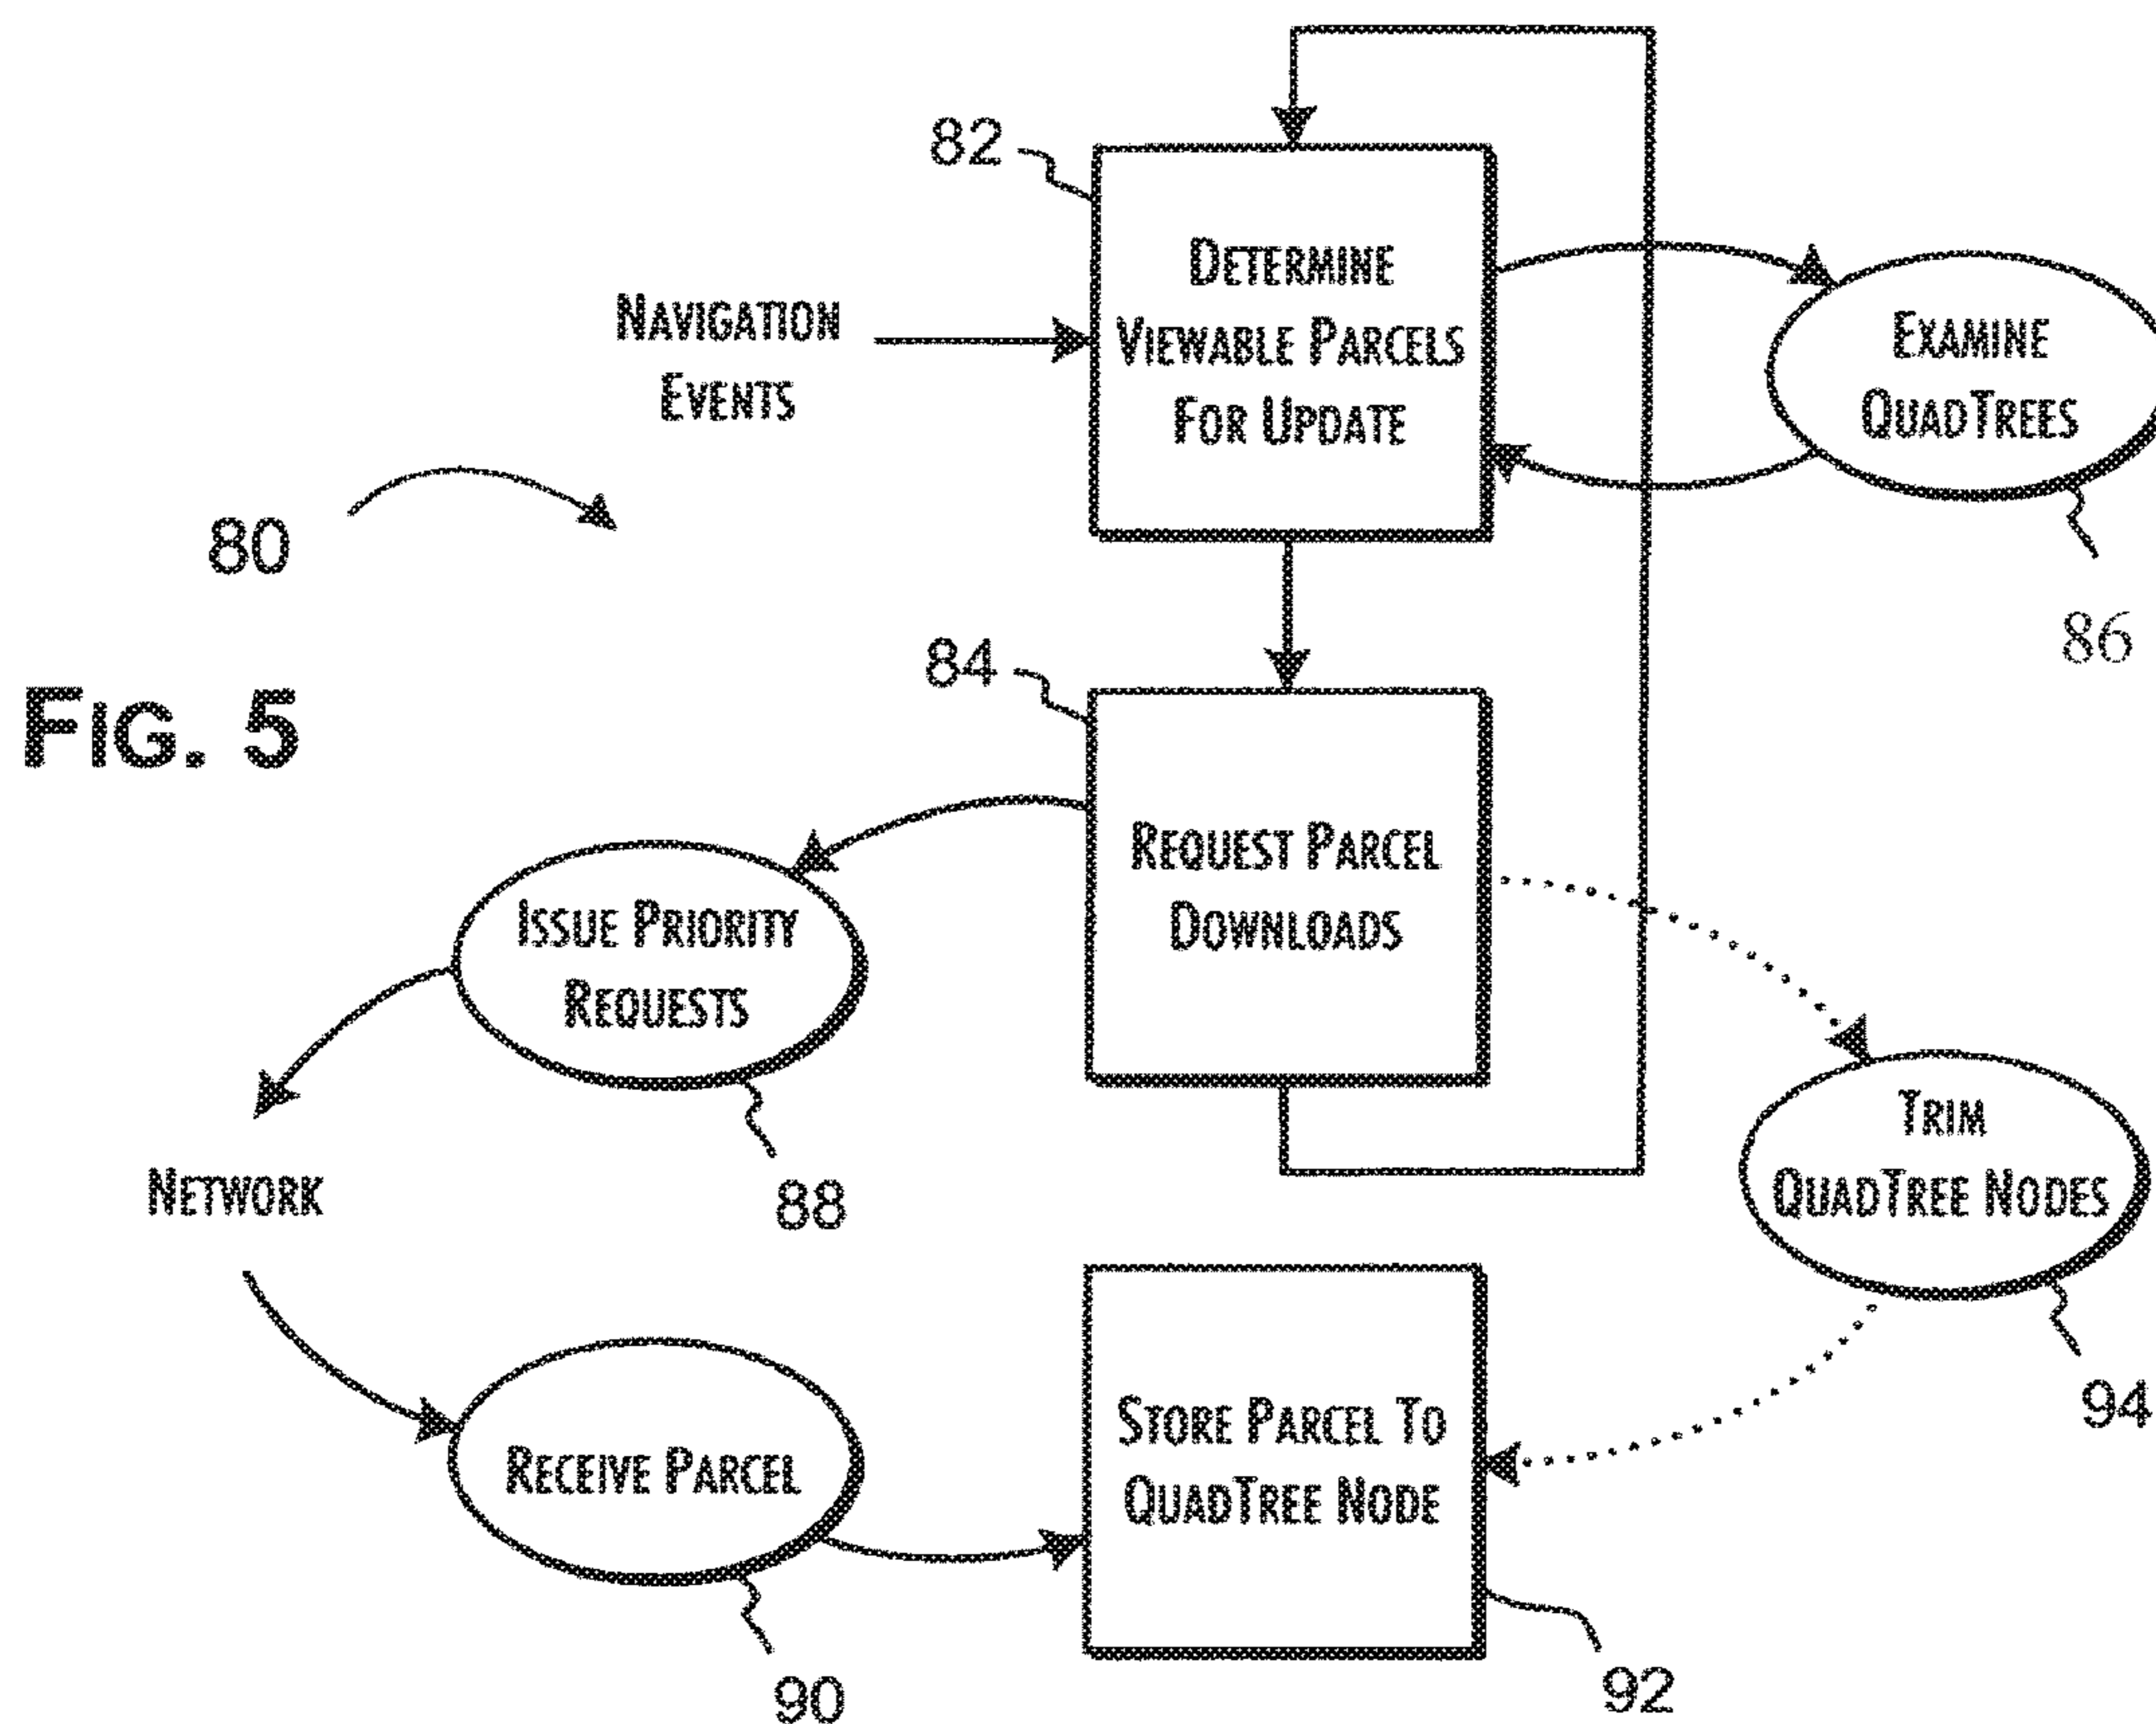 82
DETERMINE
VIEWABLE PARCELS
FOR UPDATE
NAVIGATION
EVENTS
EXAMINE
QUADTREES
80
86
84
FIG. 5
REQUEST PARCEL
DOWNLOADS
ISSUE PRIORITY
REQUESTS
TRIM
QUADTREE NODES
NETWORK
88
94
STORE PARCEL TO
QUADTREE NODE
RECEIVE PARCEL
90
92